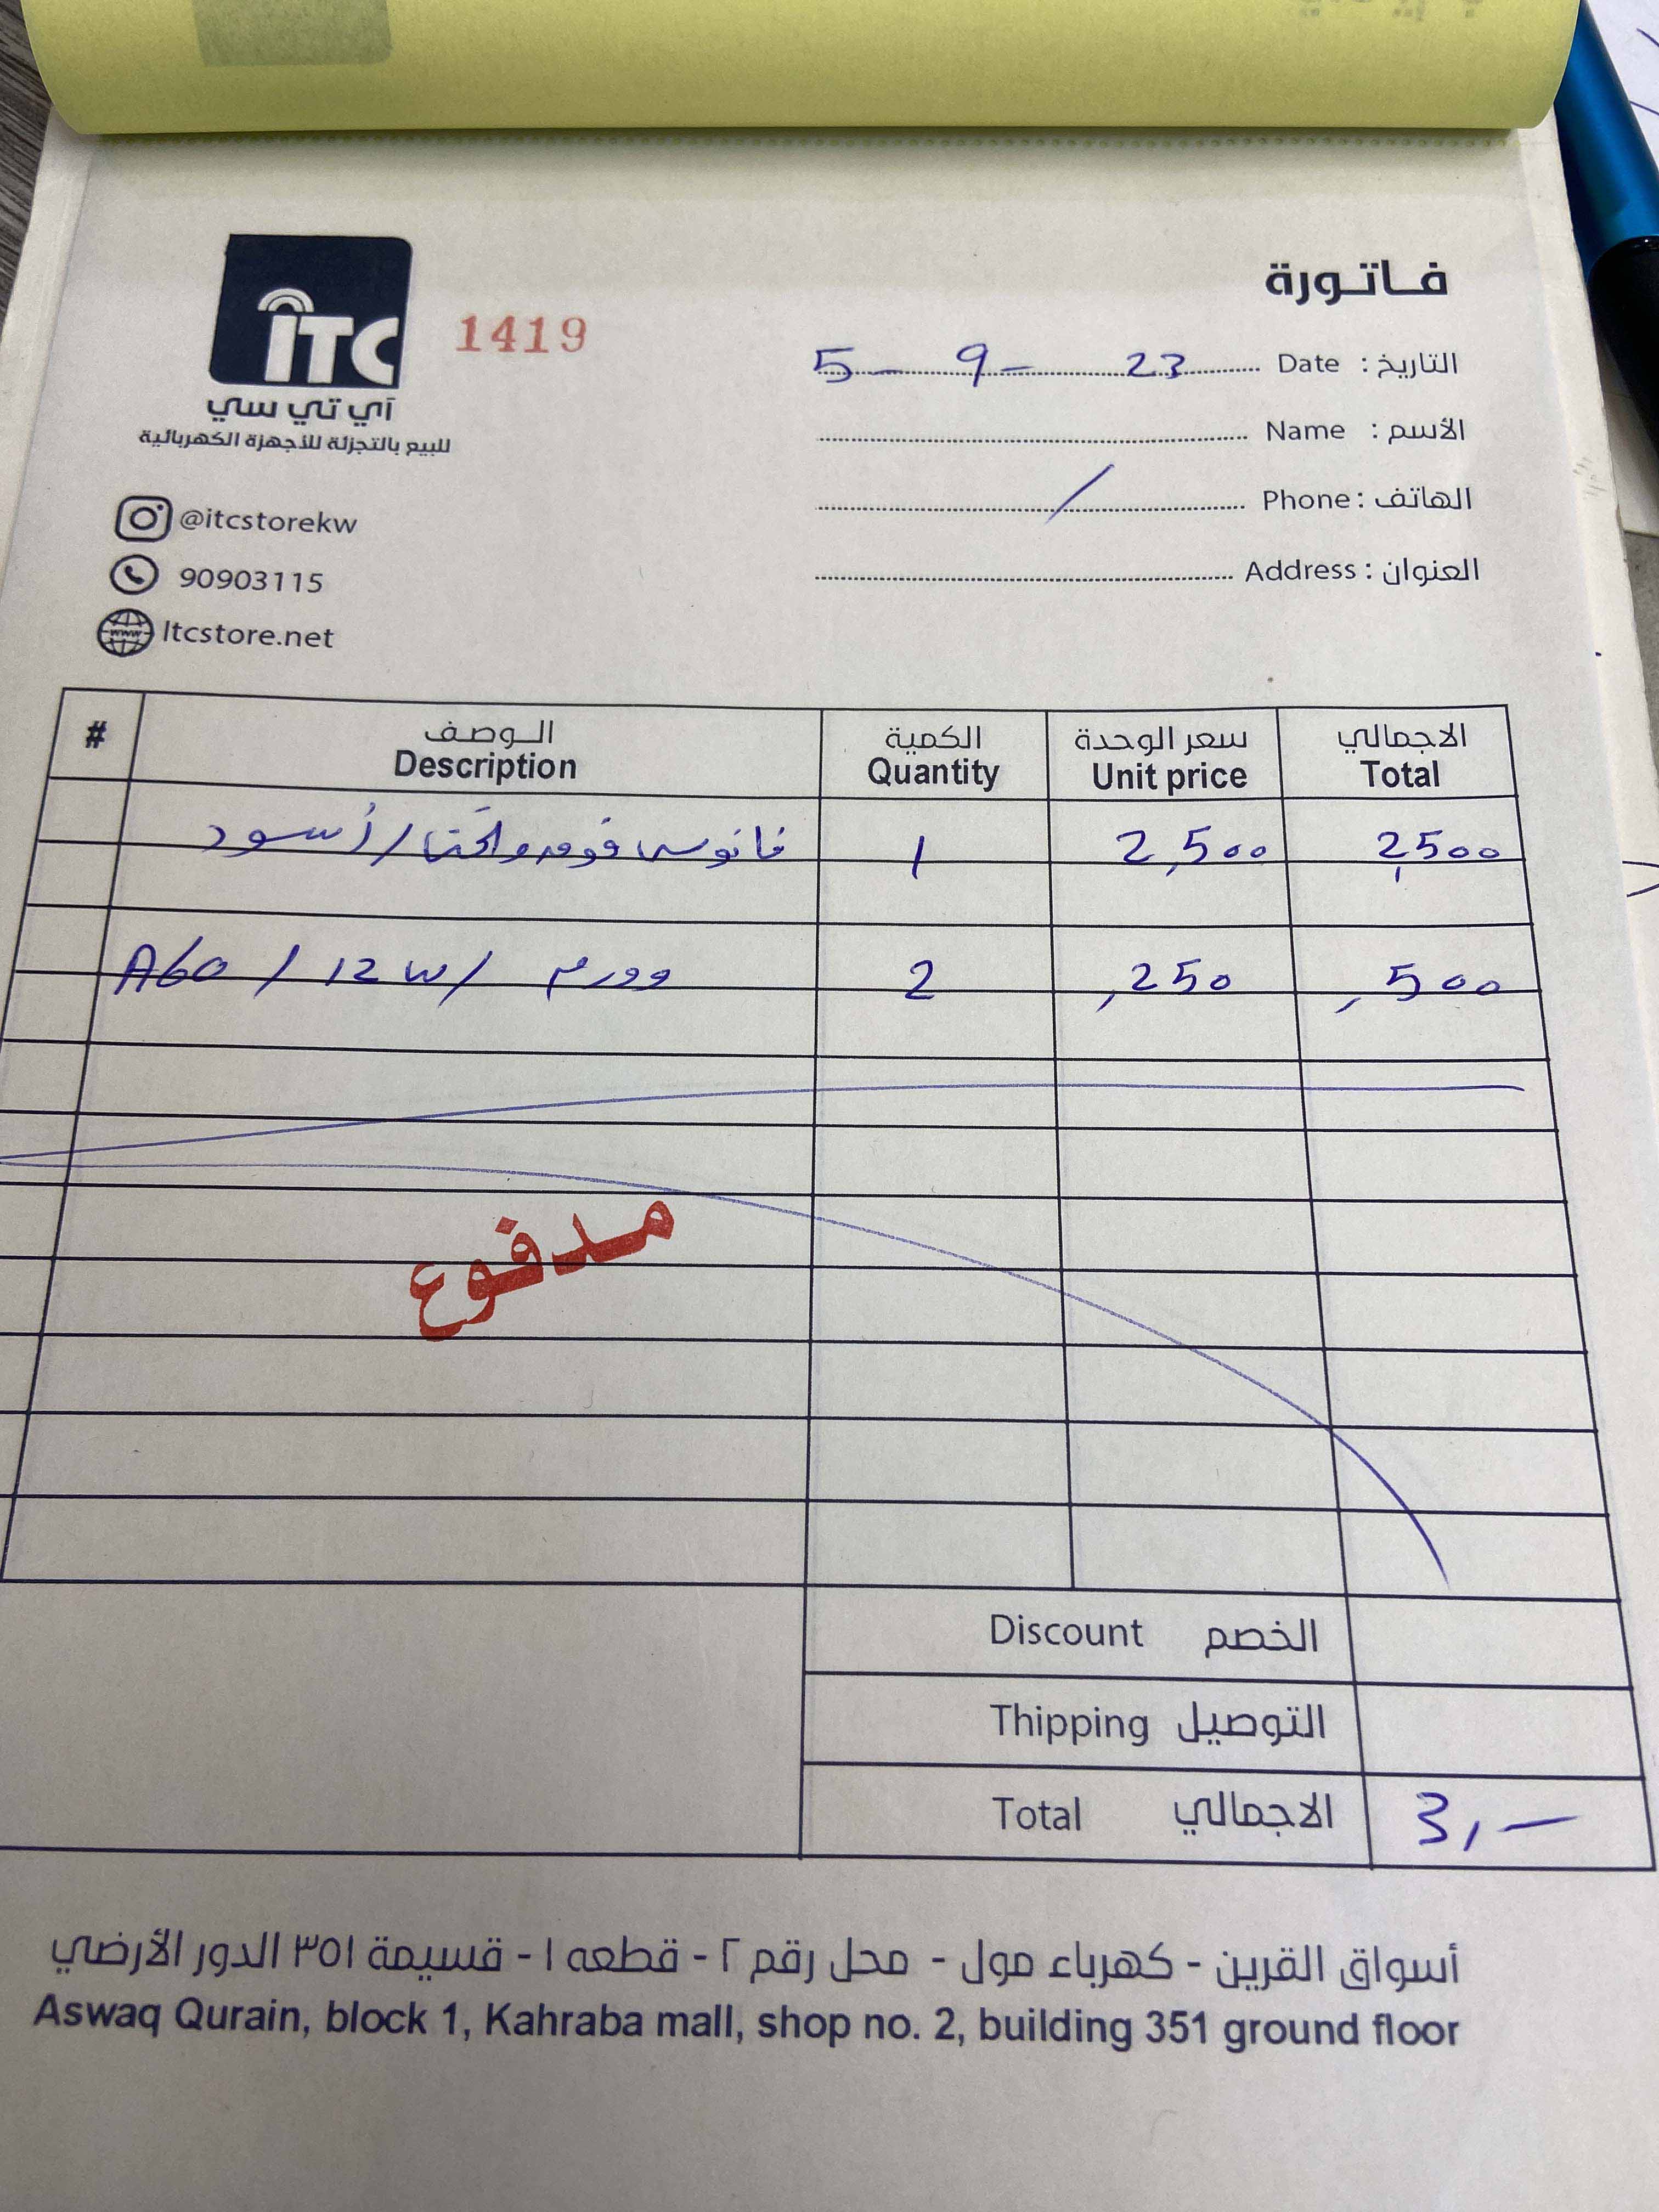 ITC
آي تي سي
للبيع بالتجزئة للأجهزة الكهربائية
1419
فاتورة
التاريخ : Date 5 - 9 - 23
الأسم : Name
الهاتف : Phone /
العنوان : Address
@itcstorekw
90903115
Itcstore.net
# الوصف الكمية سعر الوحدة الاجمالي
Description Quantity Unit price Total
فانوس فوق وتحت / أسود 1 2,500 2,500
A60 / 12 W / وورم 2 ,250 ,500
مدفوع
Discount الخصم
Thipping التوصيل
Total الاجمالي 3,-
أسواق القرين - كهرباء مول - محل رقم ٢ - قطعه ١ - قسيمة ٣٥١ الدور الأرضي
Aswaq Qurain, block 1, Kahraba mall, shop no. 2, building 351 ground floor